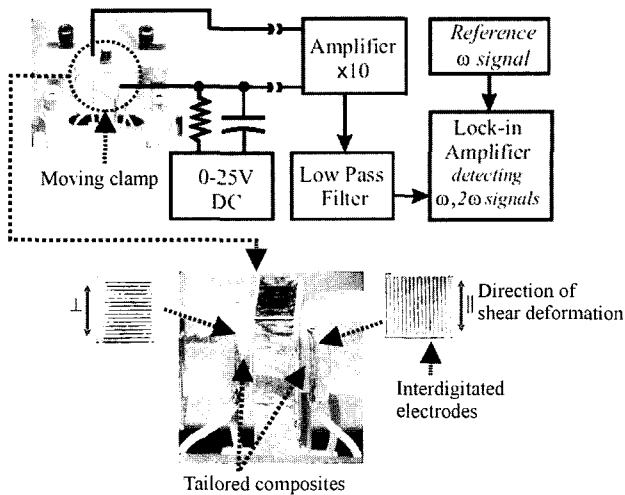 Amplifier
x10
Reference
ω signal
Moving clamp
0-25V
DC
Low Pass
Filter
Lock-in
Amplifier
detecting
ω,2ω signals
⊥
|| Direction of
shear deformation
Interdigitated
electrodes
Tailored composites